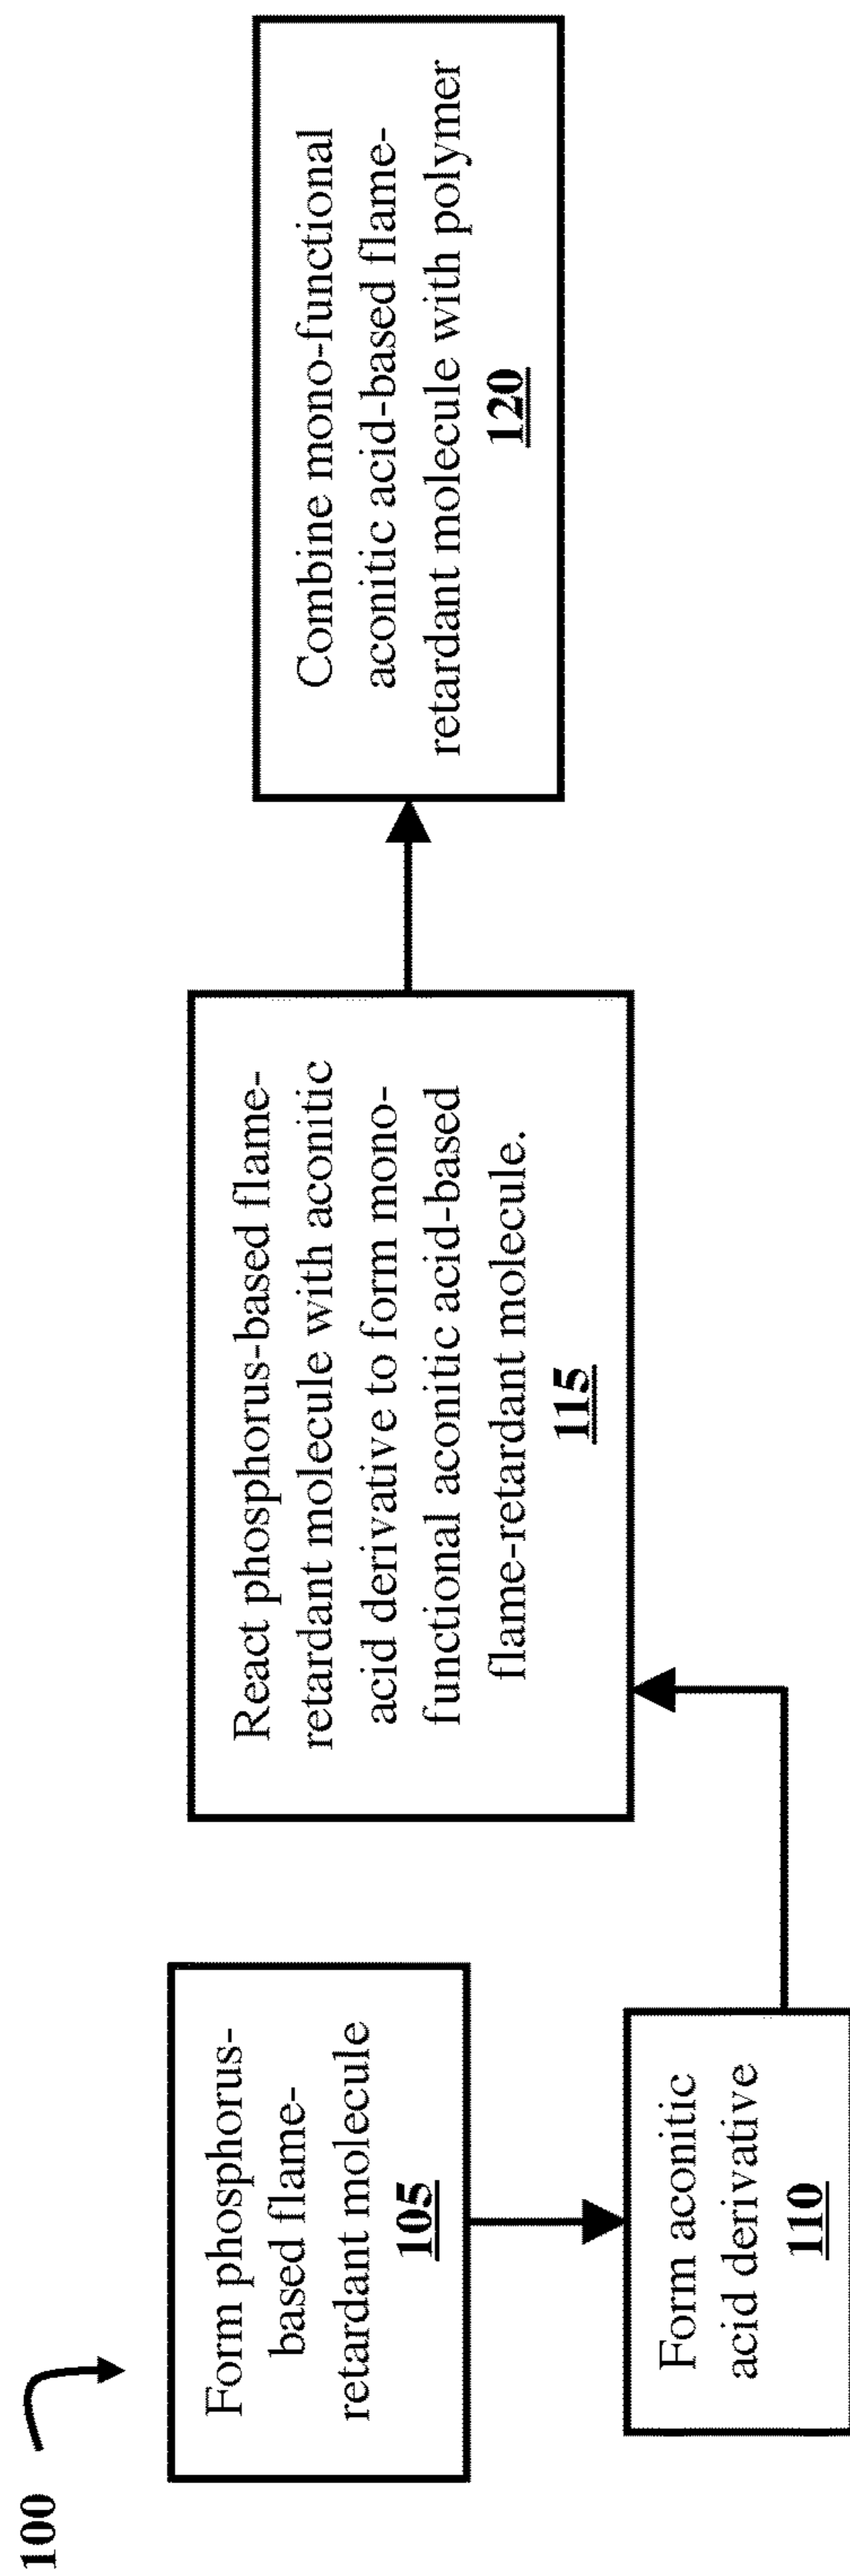 100
Form phosphorus-
based flame-
retardant molecule
105
Form aconitic
acid derivative
110
React phosphorus-based flame-
retardant molecule with aconitic
acid derivative to form mono-
functional aconitic acid-based
flame-retardant molecule.
115
Combine mono-functional
aconitic acid-based flame-
retardant molecule with polymer
120